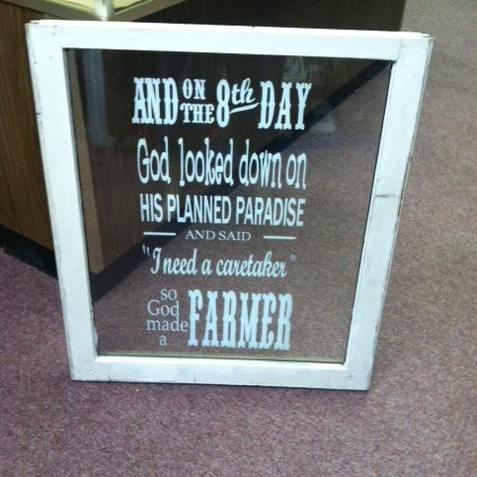 AND ON THE 8th DAY
God looked down on
HIS PLANNED PARADISE
AND SAID
"I need a caretaker"
so
God
made
a
FARMER